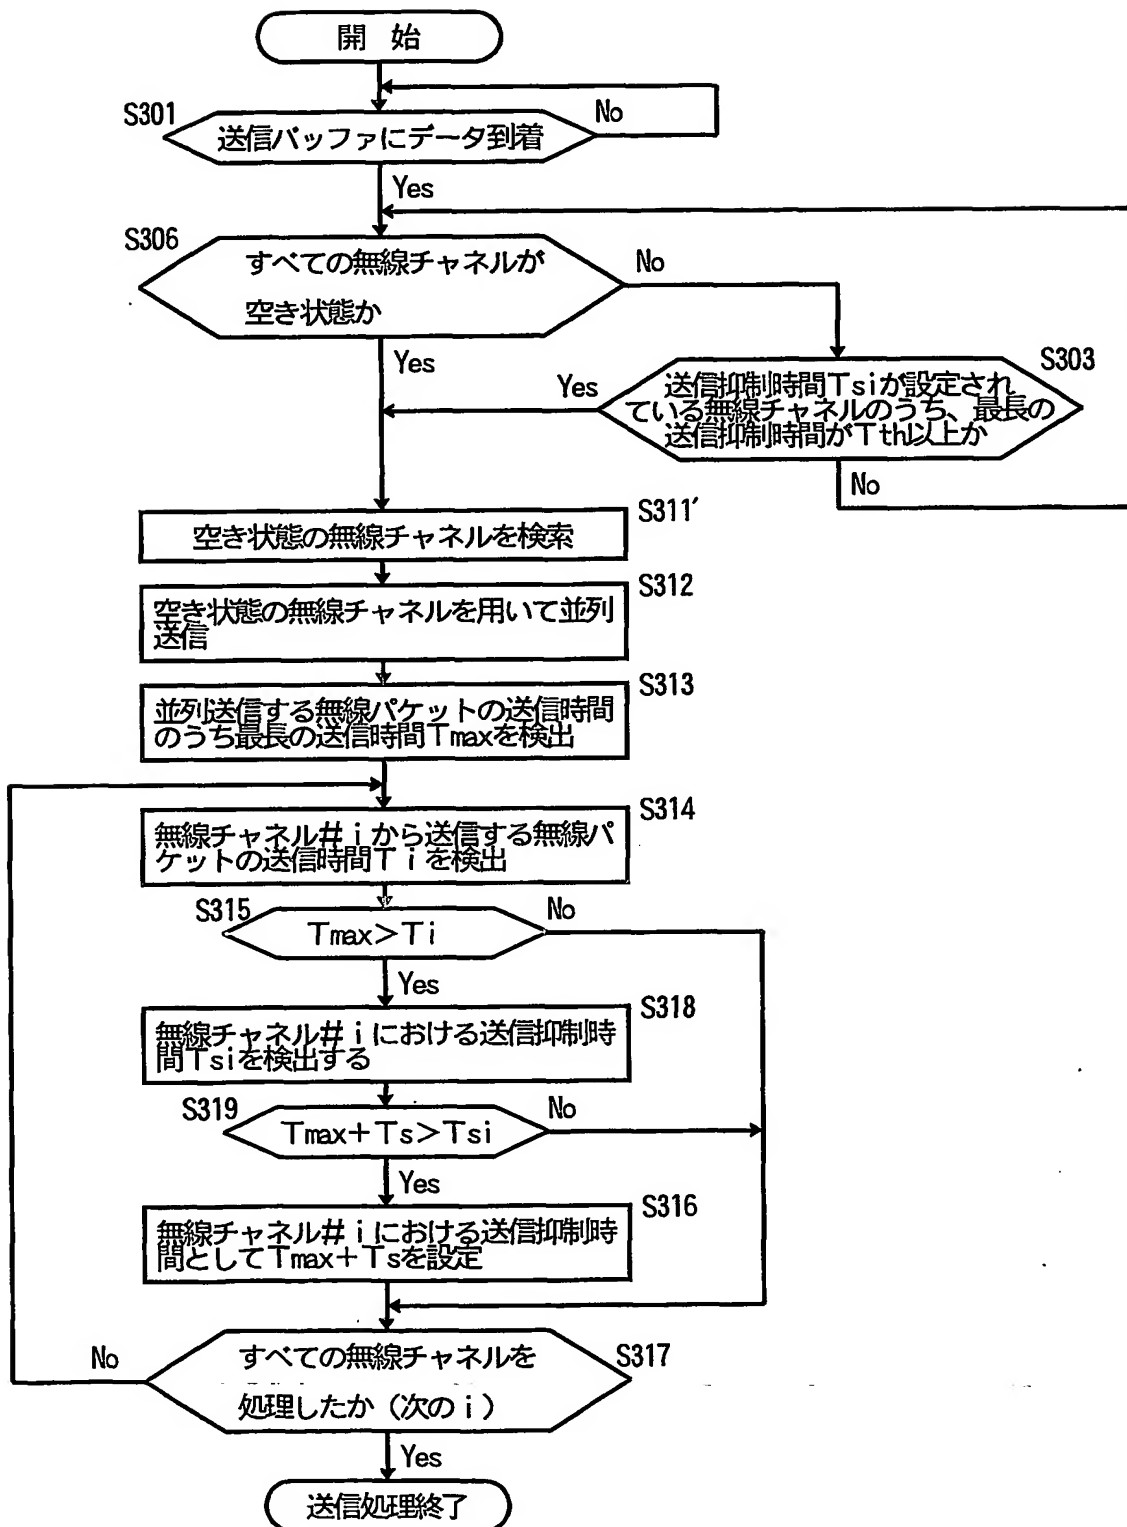 開 始
S301
送信バッファにデータ到着
No
Yes
S306
すべての無線チャネルが
空き状態か
No
Yes
S303
送信抑制時間Tsiが設定され
ている無線チャネルのうち、最長の
送信抑制時間がTth以上か
Yes
No
S311′
空き状態の無線チャネルを検索
S312
空き状態の無線チャネルを用いて並列
送信
S313
並列送信する無線パケットの送信時間
のうち最長の送信時間Tmaxを検出
S314
無線チャネル#iから送信する無線パ
ケットの送信時間Tiを検出
S315
Tmax>Ti
No
Yes
S318
無線チャネル#iにおける送信抑制時
間Tsiを検出する
S319
Tmax+Ts>Tsi
No
Yes
S316
無線チャネル#iにおける送信抑制時
間としてTmax+Tsを設定
S317
すべての無線チャネルを
処理したか(次のi)
No
Yes
送信処理終了